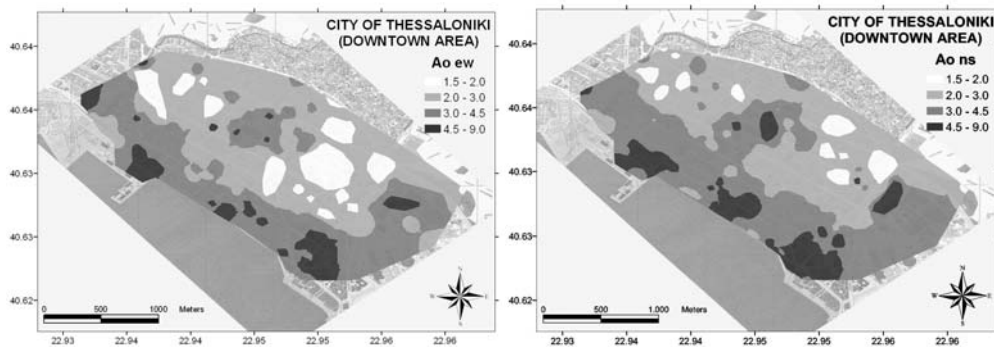 CITY OF THESSALONIKI
(DOWNTOWN AREA)
Ao ew
1.5 - 2.0
2.0 - 3.0
3.0 - 4.5
4.5 - 9.0
40.64
40.64
40.63
40.63
40.62
0 500 1000 Meters
N
S
22.93 22.94 22.94 22.95 22.95 22.96 22.96
CITY OF THESSALONIKI
(DOWNTOWN AREA)
Ao ns
1.5 - 2.0
2.0 - 3.0
3.0 - 4.5
4.5 - 9.0
40.64
40.64
40.63
40.63
40.62
0 500 1.000 Meters
N
W E
S
22.93 22.94 22.94 22.95 22.95 22.96 22.96